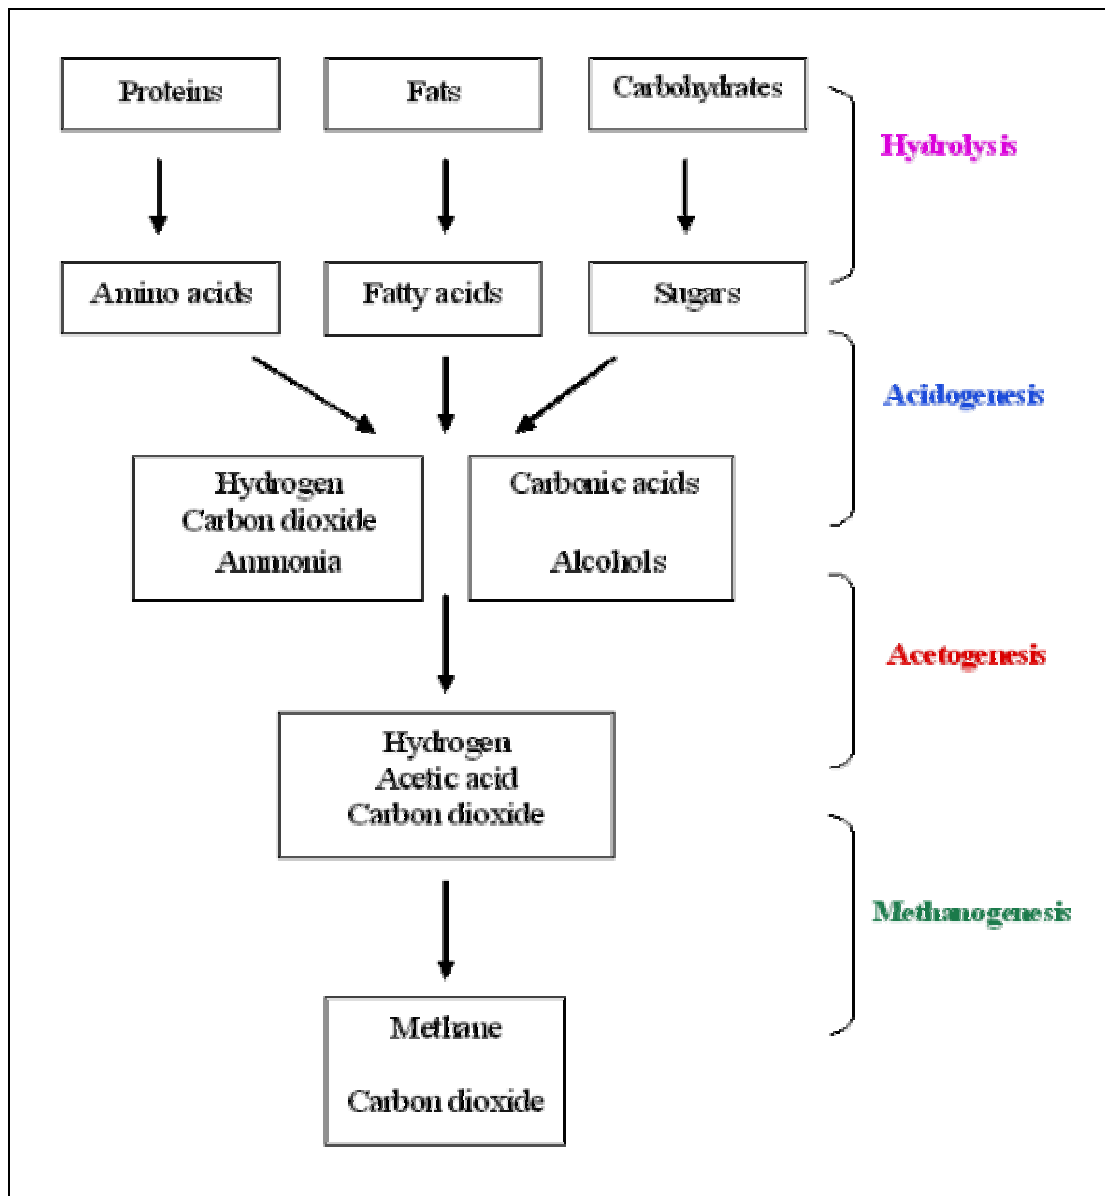 Proteins
Fats
Carbohydrates
Hydrolysis
Amino acids
Fatty acids
Sugars
Acidogenesis
Hydrogen
Carbon dioxide
Ammonia
Carbonic acids
Alcohols
Acetogenesis
Hydrogen
Acetic acid
Carbon dioxide
Methanogenesis
Methane
Carbon dioxide